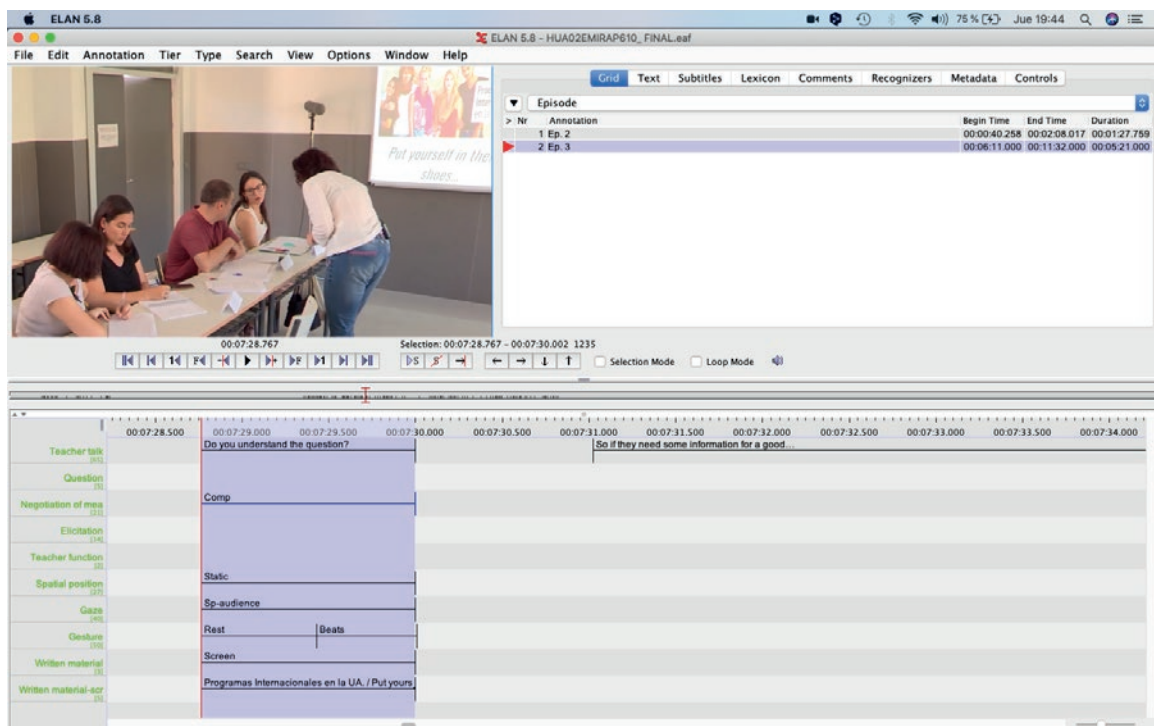 ELAN 5.8
75 %
Jue 19:44
ELAN 5.8 - HUA02EMIRAP610_ FINAL.eaf
File Edit Annotation Tier Type Search View Options Window Help
Put yourself in the
shoes...
Grid Text Subtitles Lexicon Comments Recognizers Metadata Controls
Episode
> Nr Annotation Begin Time End Time Duration
1 Ep. 2 00:00:40.258 00:02:08.017 00:01:27.759
2 Ep. 3 00:06:11.000 00:11:32.000 00:05:21.000
00:07:28.767
Selection: 00:07:28.767 - 00:07:30.002 1235
Selection Mode Loop Mode
00:07:28.500 00:07:29.000 00:07:29.500 00:07:30.000 00:07:30.500 00:07:31.000 00:07:31.500 00:07:32.000 00:07:32.500 00:07:33.000 00:07:33.500 00:07:34.000
Teacher talk Do you understand the question? So if they need some information for a good...
Question
Negotiation of mea Comp
Elicitation
Teacher function
Spatial position Static
Gaze Sp-audience
Gesture Rest Beats
Written material Screen
Written material-scr Programas Internacionales en la UA. / Put yours